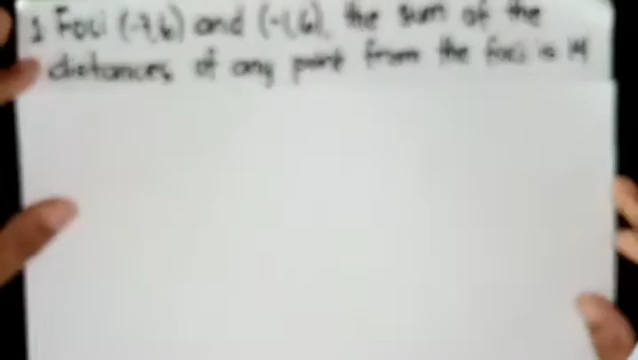 1 Foci (-7,6) and (-1,6), the sum of the
distances of any point from the foci is 14